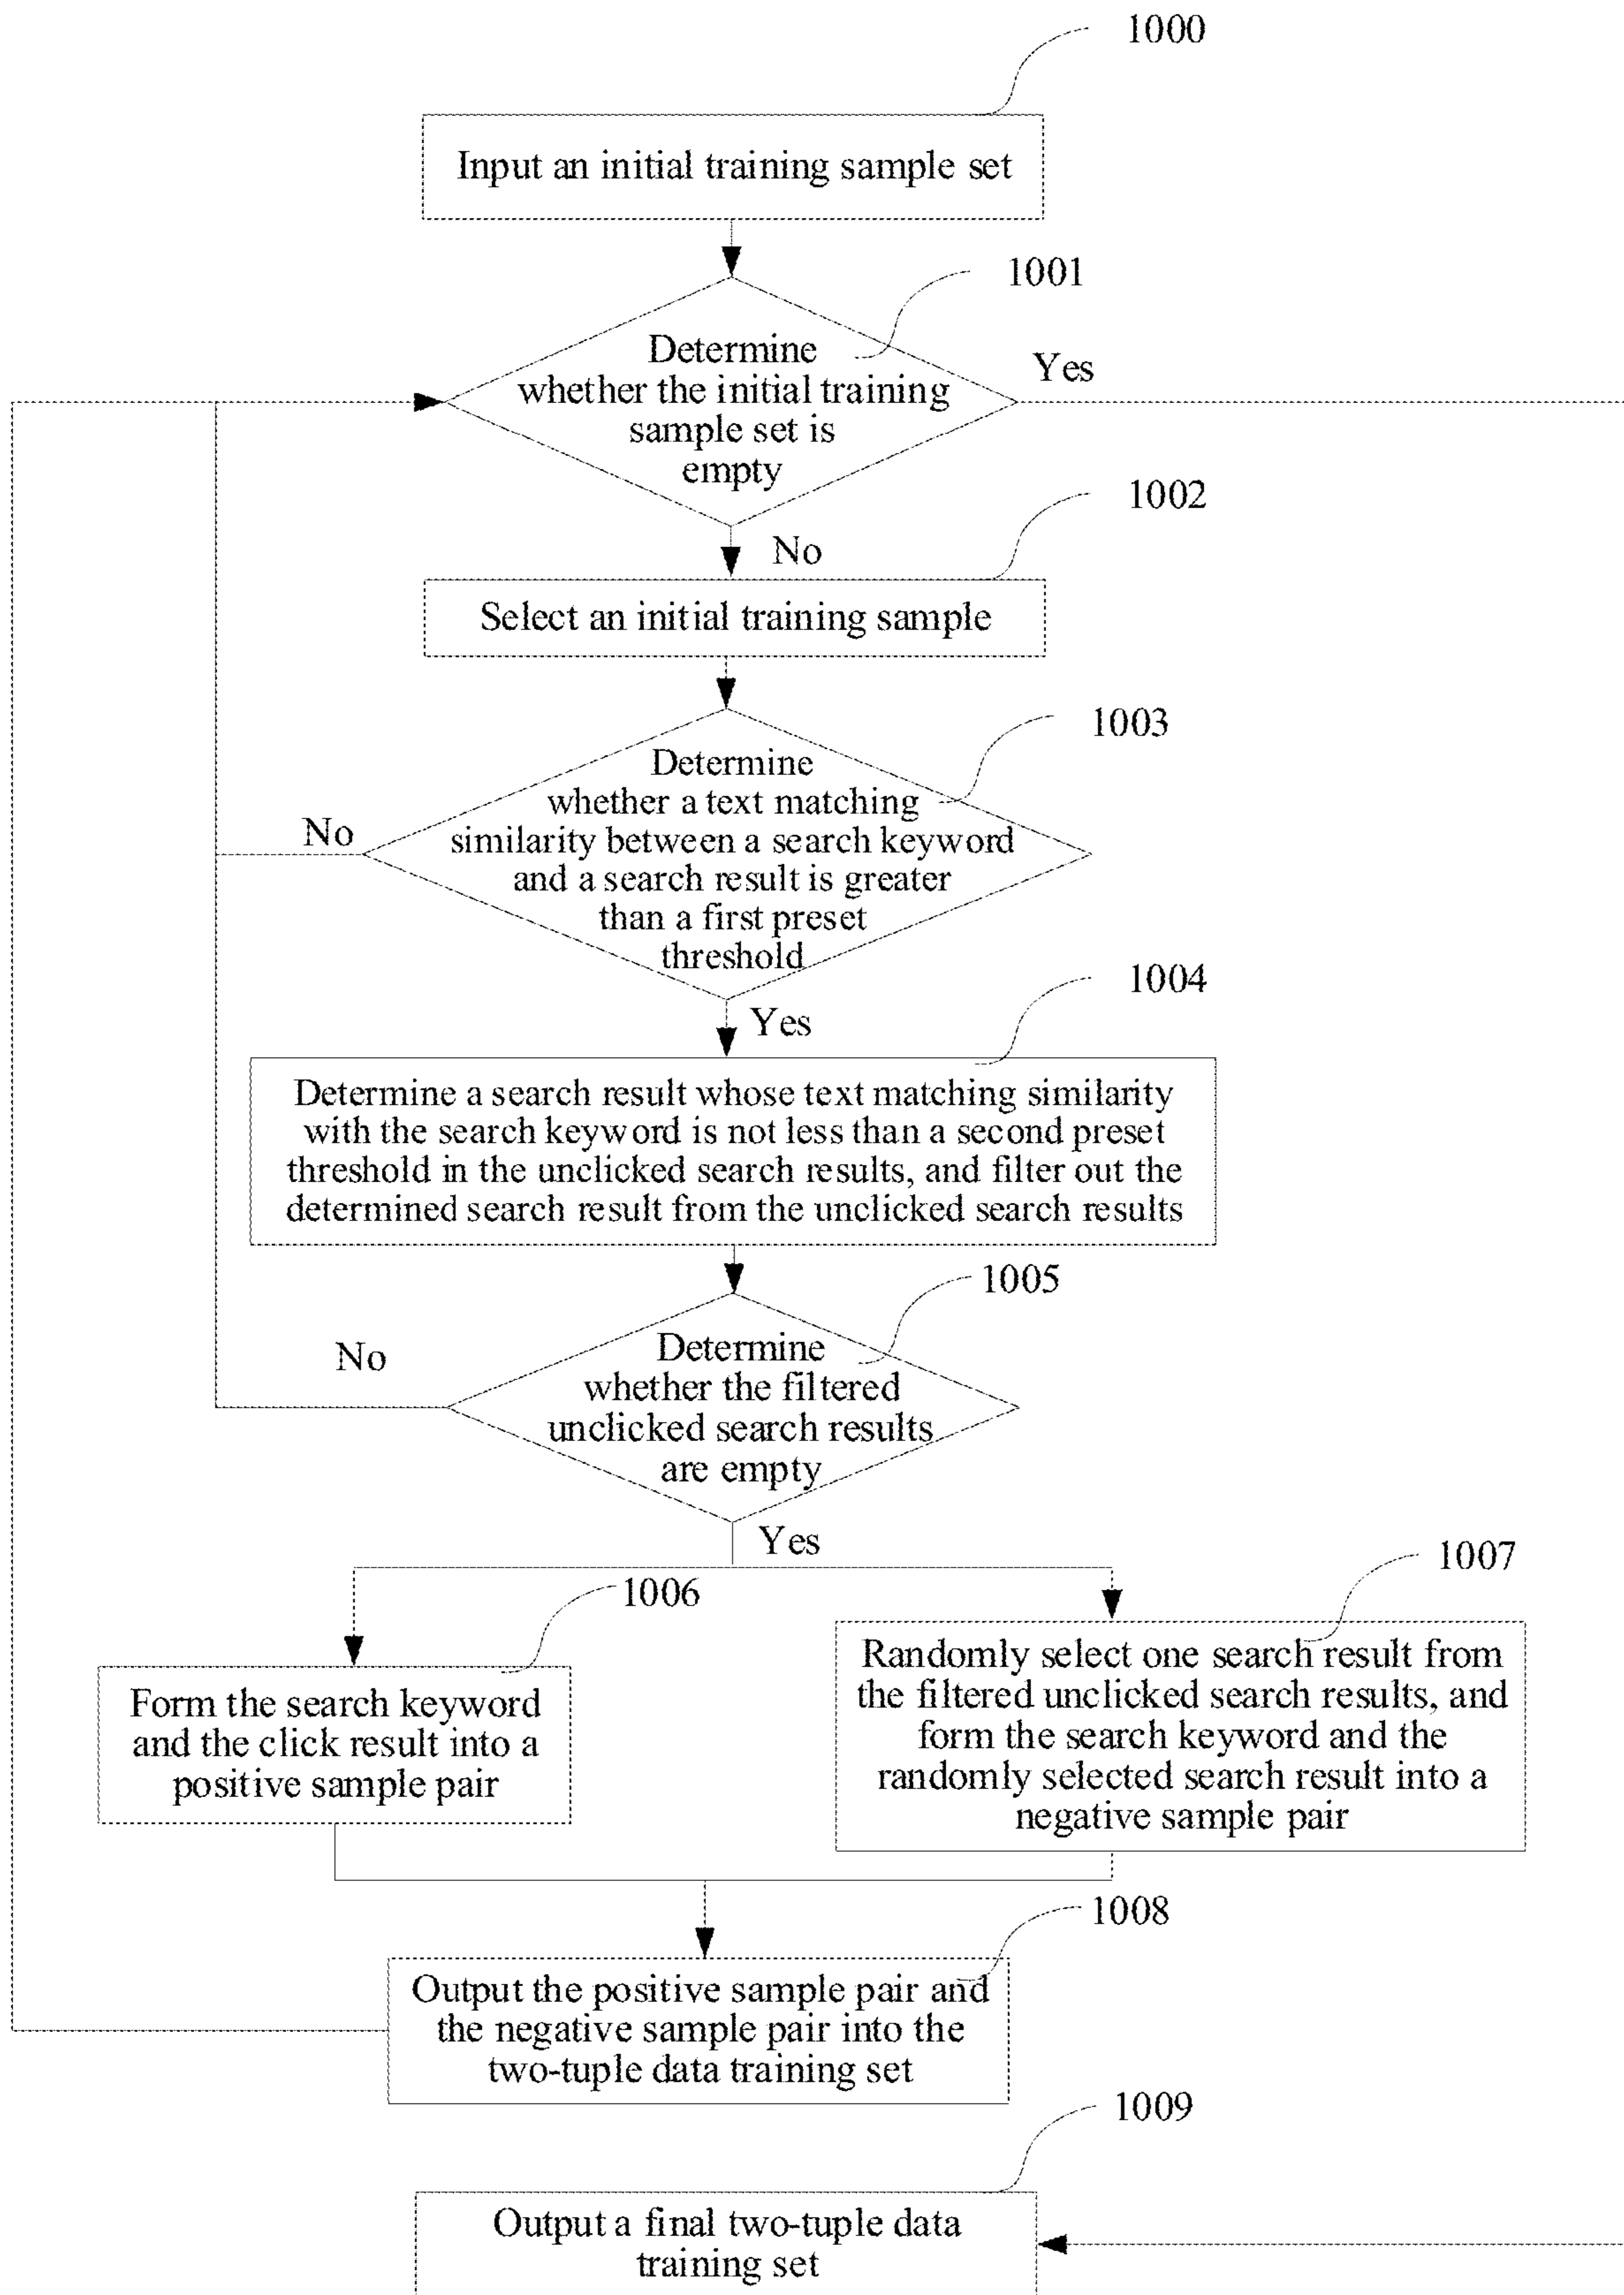 1000
Input an initial training sample set
1001
Determine
whether the initial training
sample set is
empty
Yes
No
1002
Select an initial training sample
1003
Determine
whether a text matching
similarity between a search keyword
and a search result is greater
than a first preset
threshold
No
Yes
1004
Determine a search result whose text matching similarity
with the search keyword is not less than a second preset
threshold in the unclicked search results, and filter out the
determined search result from the unclicked search results
1005
Determine
whether the filtered
unclicked search results
are empty
No
Yes
1006
Form the search keyword
and the click result into a
positive sample pair
1007
Randomly select one search result from
the filtered unclicked search results, and
form the search keyword and the
randomly selected search result into a
negative sample pair
1008
Output the positive sample pair and
the negative sample pair into the
two-tuple data training set
1009
Output a final two-tuple data
training set